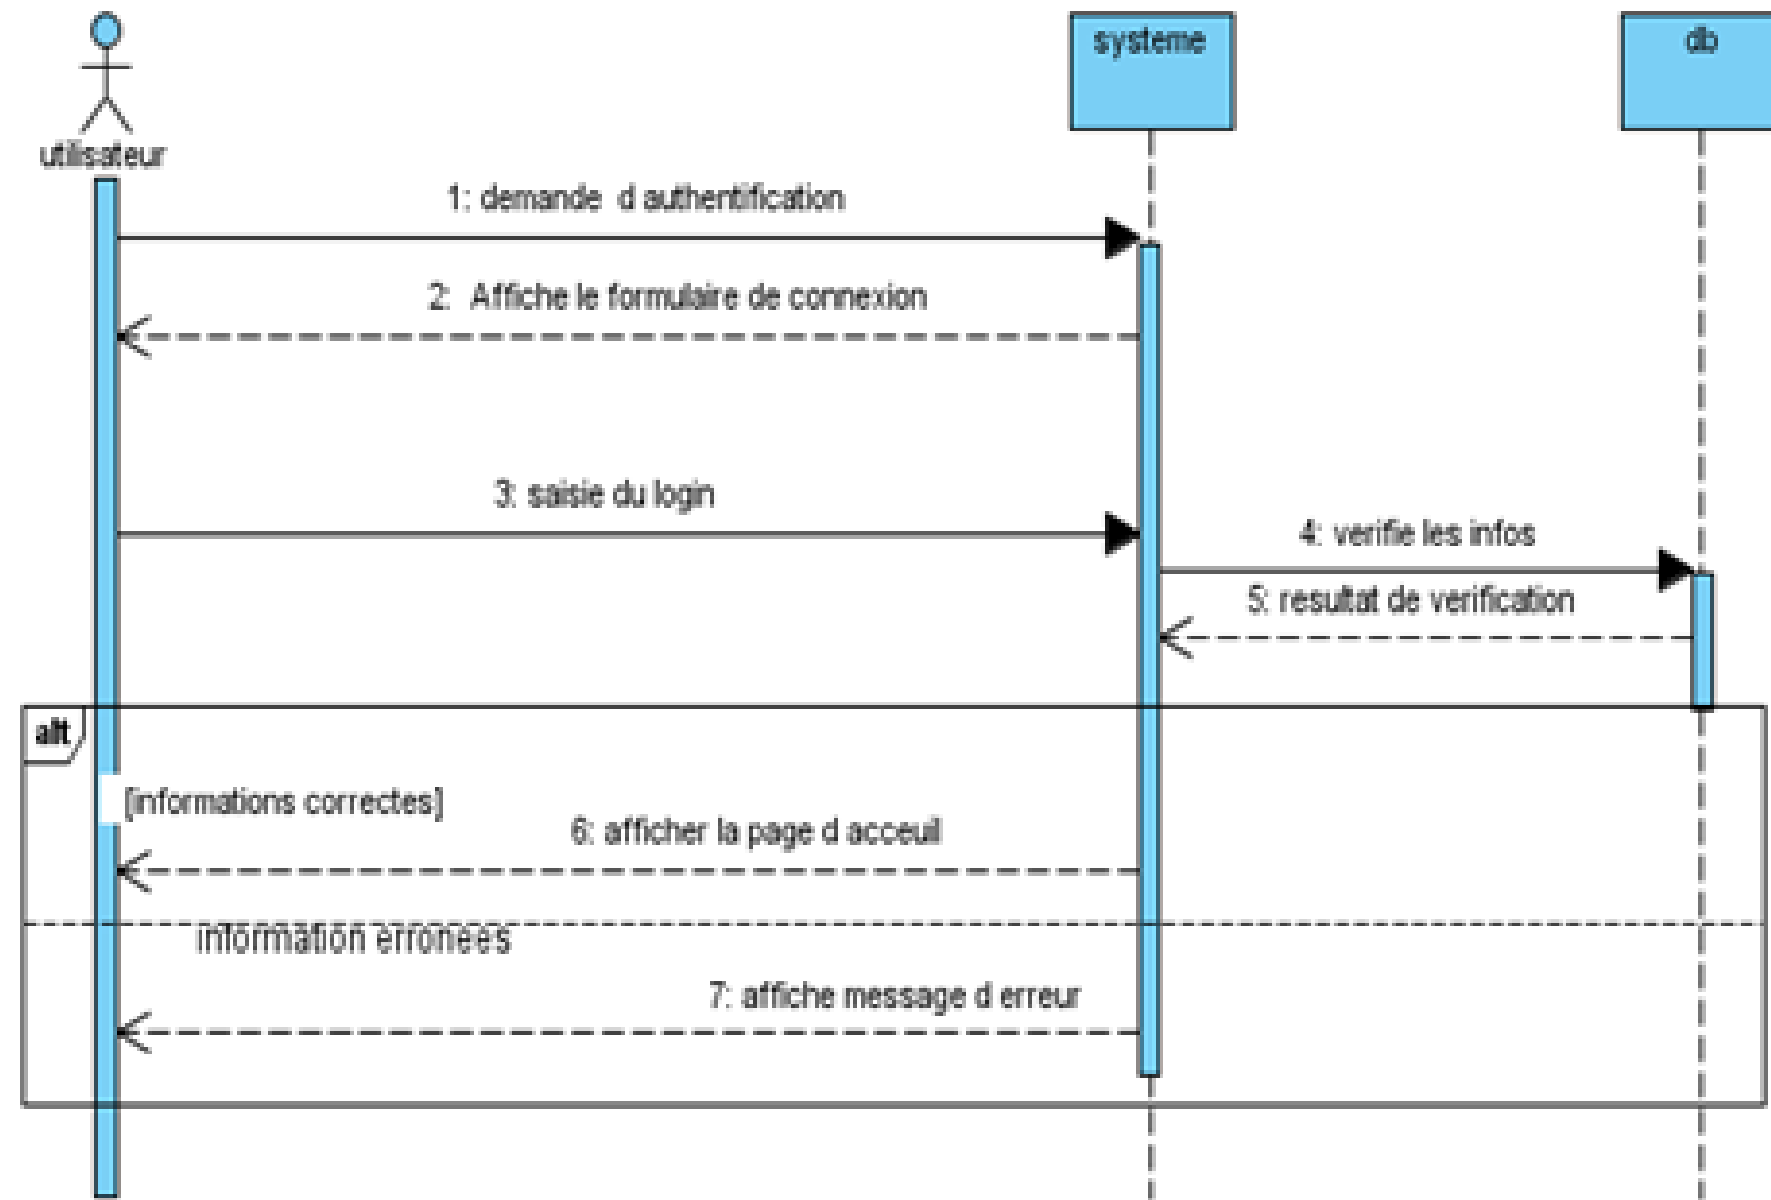 systeme
db
utilisateur
1: demande d authentification
2: Affiche le formulaire de connexion
3: saisie du login
4: verifie les infos
5: resultat de verification
alt
[informations correctes]
6: afficher la page d acceuil
information erronees
7: affiche message d erreur